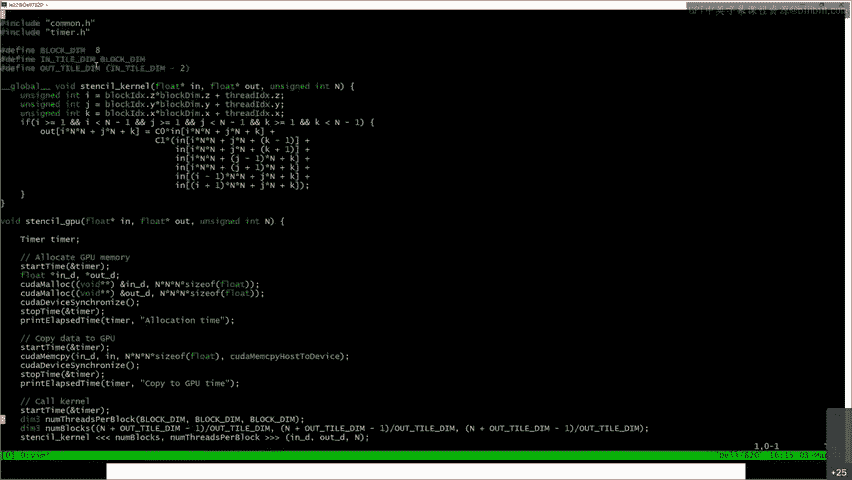 #include "common.h"
#include "timer.h"
#define BLOCK_DIM 8
#define IN_TILE_DIM BLOCK_DIM
#define OUT_TILE_DIM (IN_TILE_DIM - 2)
__global__ void stencil_kernel(float* in, float* out, unsigned int N) {
unsigned int i = blockIdx.z*blockDim.z + threadIdx.z;
unsigned int j = blockIdx.y*blockDim.y + threadIdx.y;
unsigned int k = blockIdx.x*blockDim.x + threadIdx.x;
if(i >= 1 && i < N - 1 && j >= 1 && j < N - 1 && k >= 1 && k < N - 1) {
out[i*N*N + j*N + k] = C0*in[i*N*N + j*N + k] +
C1*(in[i*N*N + j*N + (k - 1)] +
in[i*N*N + j*N + (k + 1)] +
in[i*N*N + (j - 1)*N + k] +
in[i*N*N + (j + 1)*N + k] +
in[(i - 1)*N*N + j*N + k] +
in[(i + 1)*N*N + j*N + k]);
}
}
void stencil_gpu(float* in, float* out, unsigned int N) {
Timer timer;
// Allocate GPU memory
startTime(&timer);
float *in_d, *out_d;
cudaMalloc((void**) &in_d, N*N*N*sizeof(float));
cudaMalloc((void**) &out_d, N*N*N*sizeof(float));
cudaDeviceSynchronize();
stopTime(&timer);
printElapsedTime(timer, "Allocation time");
// Copy data to GPU
startTime(&timer);
cudaMemcpy(in_d, in, N*N*N*sizeof(float), cudaMemcpyHostToDevice);
cudaDeviceSynchronize();
stopTime(&timer);
printElapsedTime(timer, "Copy to GPU time");
// Call kernel
startTime(&timer);
dim3 numThreadsPerBlock(BLOCK_DIM, BLOCK_DIM, BLOCK_DIM);
dim3 numBlocks((N + OUT_TILE_DIM - 1)/OUT_TILE_DIM, (N + OUT_TILE_DIM - 1)/OUT_TILE_DIM, (N + OUT_TILE_DIM - 1)/OUT_TILE_DIM);
stencil_kernel <<< numBlocks, numThreadsPerBlock >>> (in_d, out_d, N);
1,0-1
+25